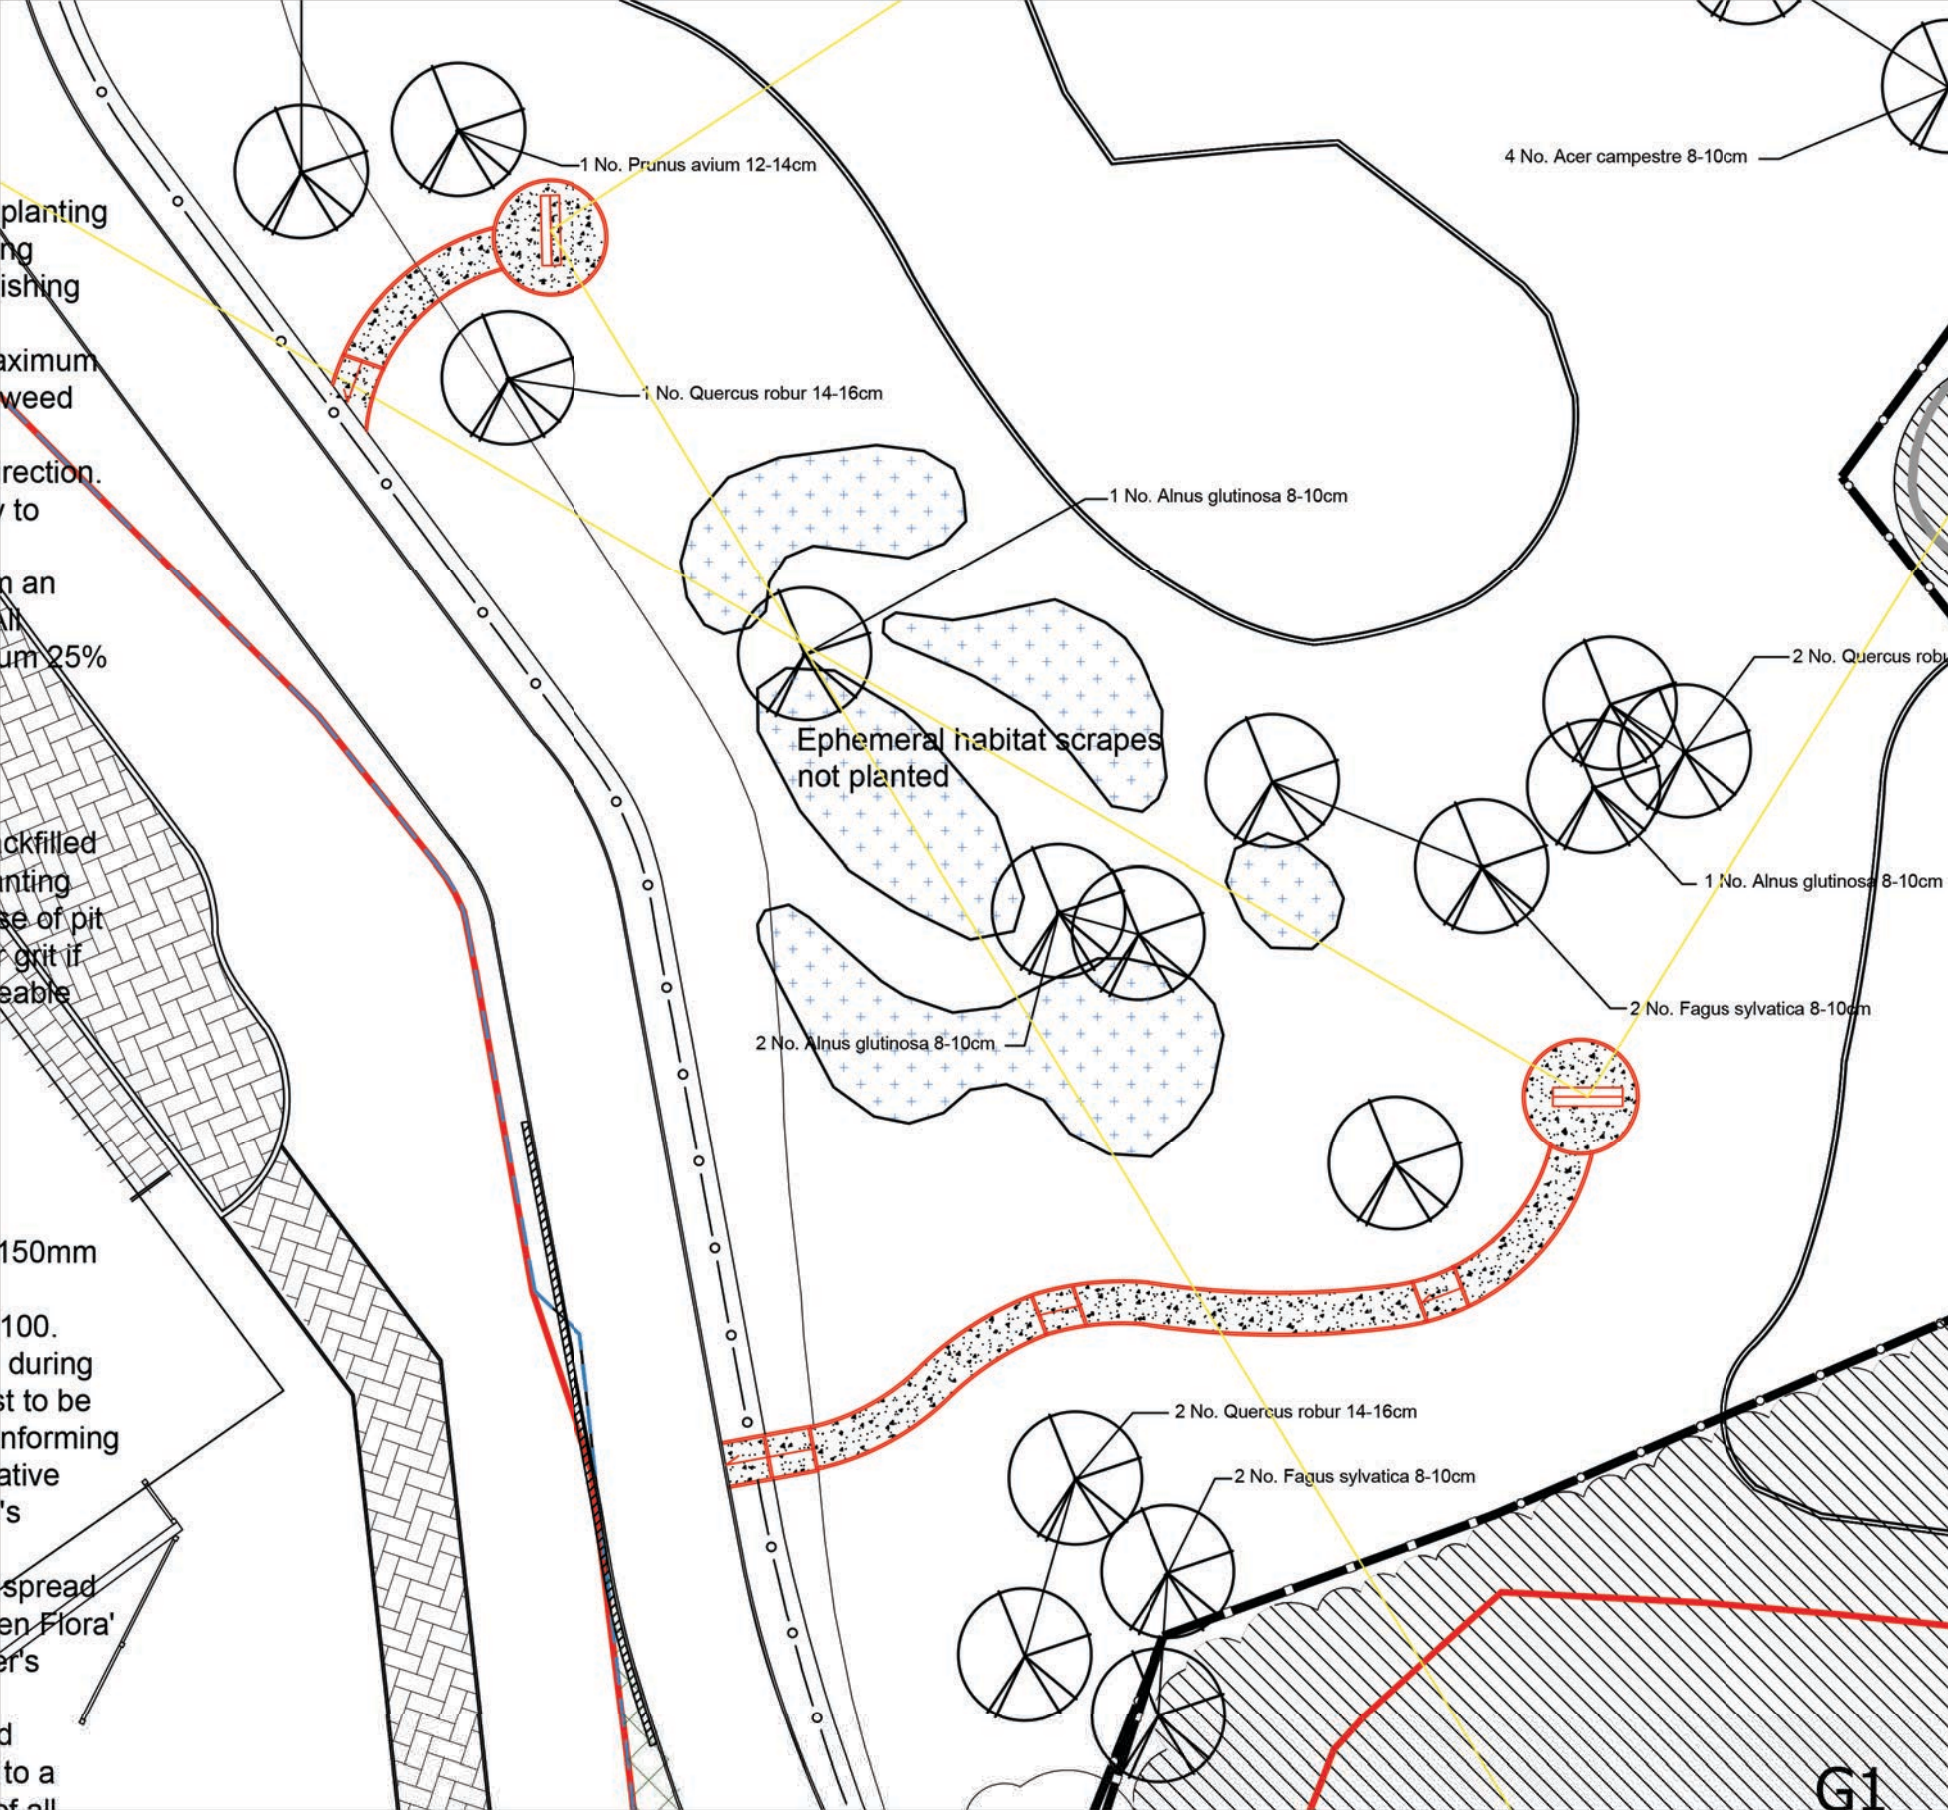 planting
ng
ishing
aximum
weed
rection.
y to
n an
All
um 25%
ackfilled
anting
se of pit
r grit if
eable
150mm
100.
during
st to be
nforming
ative
's
spread
en Flora'
er's
d
to a
of all
1 No. Prunus avium 12-14cm
4 No. Acer campestre 8-10cm
1 No. Quercus robur 14-16cm
1 No. Alnus glutinosa 8-10cm
2 No. Quercus robu
Ephemeral habitat scrapes
not planted
1 No. Alnus glutinosa 8-10cm
2 No. Fagus sylvatica 8-10cm
2 No. Alnus glutinosa 8-10cm
2 No. Quercus robur 14-16cm
2 No. Fagus sylvatica 8-10cm
G1